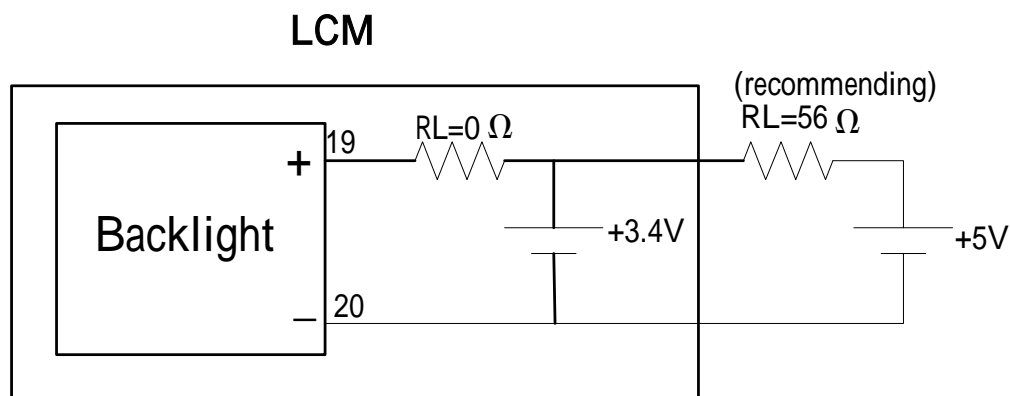 LCM
(recommending)
RL=56 Ω
19
RL=0 Ω
+
Backlight
+3.4V
+5V
−
20